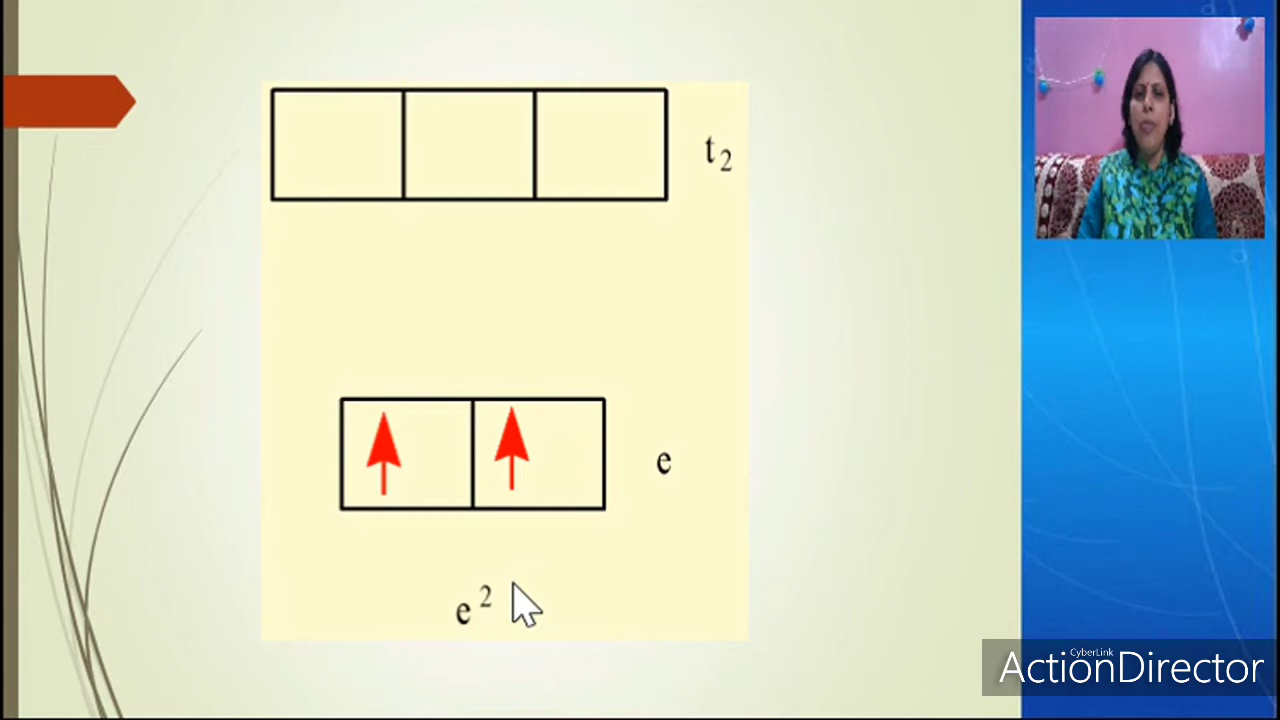 t₂
e
e²
CyberLink
ActionDirector